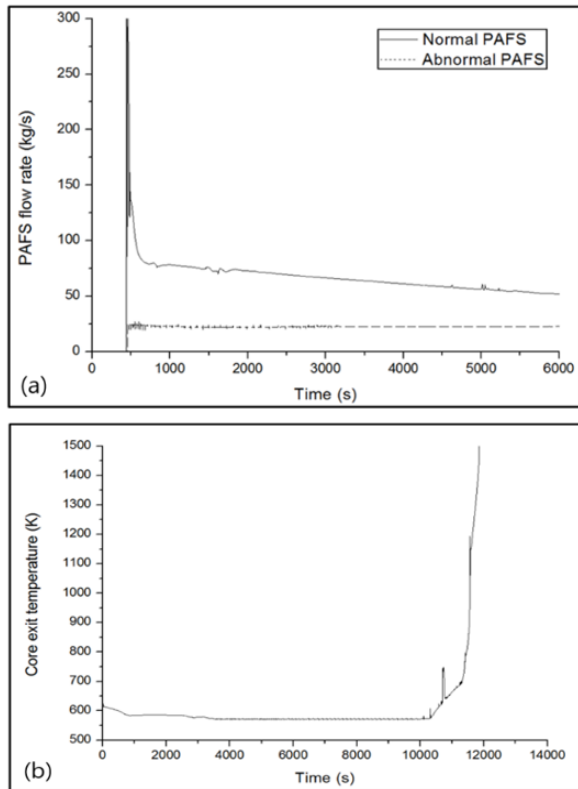 300
250
200
150
100
50
0
PAFS flow rate (kg/s)
Normal PAFS
Abnormal PAFS
0 1000 2000 3000 4000 5000 6000
Time (s)
(a)
1500
1400
1300
1200
1100
1000
900
800
700
600
500
Core exit temperature (K)
0 2000 4000 6000 8000 10000 12000 14000
Time (s)
(b)